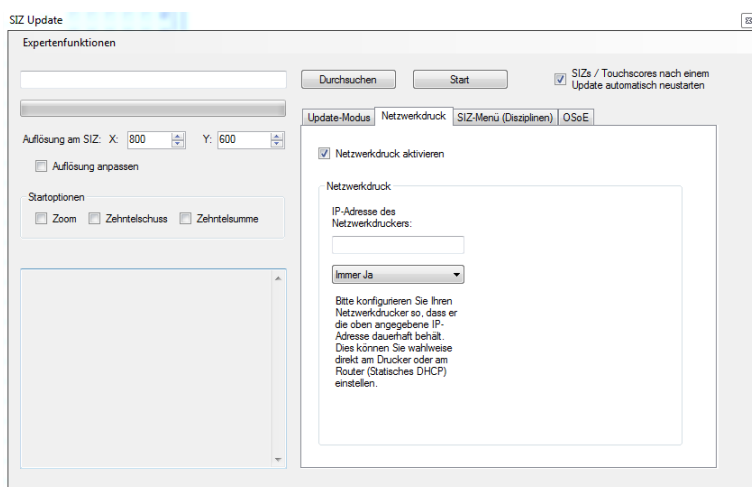 SIZ Update
Expertenfunktionen
Durchsuchen
Start
SIZs / Touchscores nach einem
Update automatisch neustarten
Auflösung am SIZ: X: 800 Y: 600
Auflösung anpassen
Startoptionen
Zoom Zehntelschuss Zehntelsumme
Update-Modus Netzwerkdruck SIZ-Menü (Disziplinen) OSoE
Netzwerkdruck aktivieren
Netzwerkdruck
IP-Adresse des
Netzwerkdruckers:
Immer Ja
Bitte konfigurieren Sie Ihren
Netzwerkdrucker so, dass er
die oben angegebene IP-
Adresse dauerhaft behält.
Dies können Sie wahlweise
direkt am Drucker oder am
Router (Statisches DHCP)
einstellen.